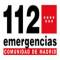 112
emergencias
COMUNIDAD DE MADRID